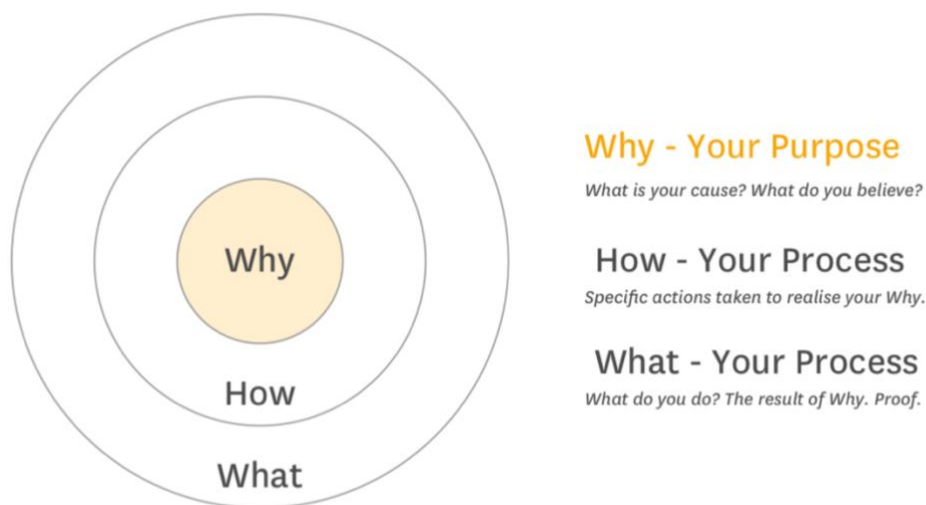 Why
How
What
Why - Your Purpose
What is your cause? What do you believe?
How - Your Process
Specific actions taken to realise your Why.
What - Your Process
What do you do? The result of Why. Proof.